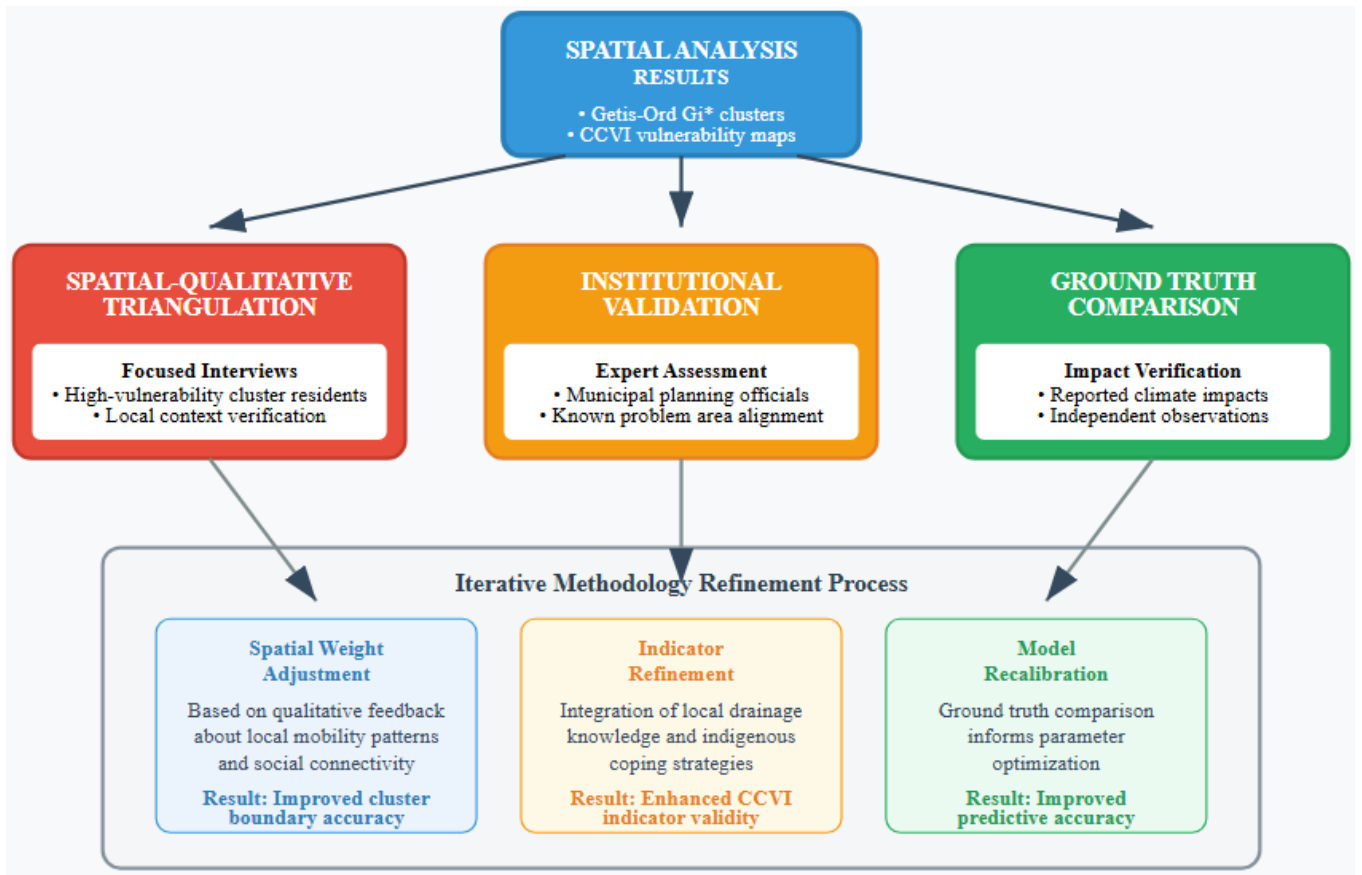 SPATIAL ANALYSIS
RESULTS
• Getis-Ord Gi* clusters
• CCVI vulnerability maps
SPATIAL-QUALITATIVE
TRIANGULATION
Focused Interviews
• High-vulnerability cluster residents
• Local context verification
INSTITUTIONAL
VALIDATION
Expert Assessment
• Municipal planning officials
• Known problem area alignment
GROUND TRUTH
COMPARISON
Impact Verification
• Reported climate impacts
• Independent observations
Iterative Methodology Refinement Process
Spatial Weight
Adjustment
Based on qualitative feedback
about local mobility patterns
and social connectivity
Result: Improved cluster
boundary accuracy
Indicator
Refinement
Integration of local drainage
knowledge and indigenous
coping strategies
Result: Enhanced CCVI
indicator validity
Model
Recalibration
Ground truth comparison
informs parameter
optimization
Result: Improved
predictive accuracy